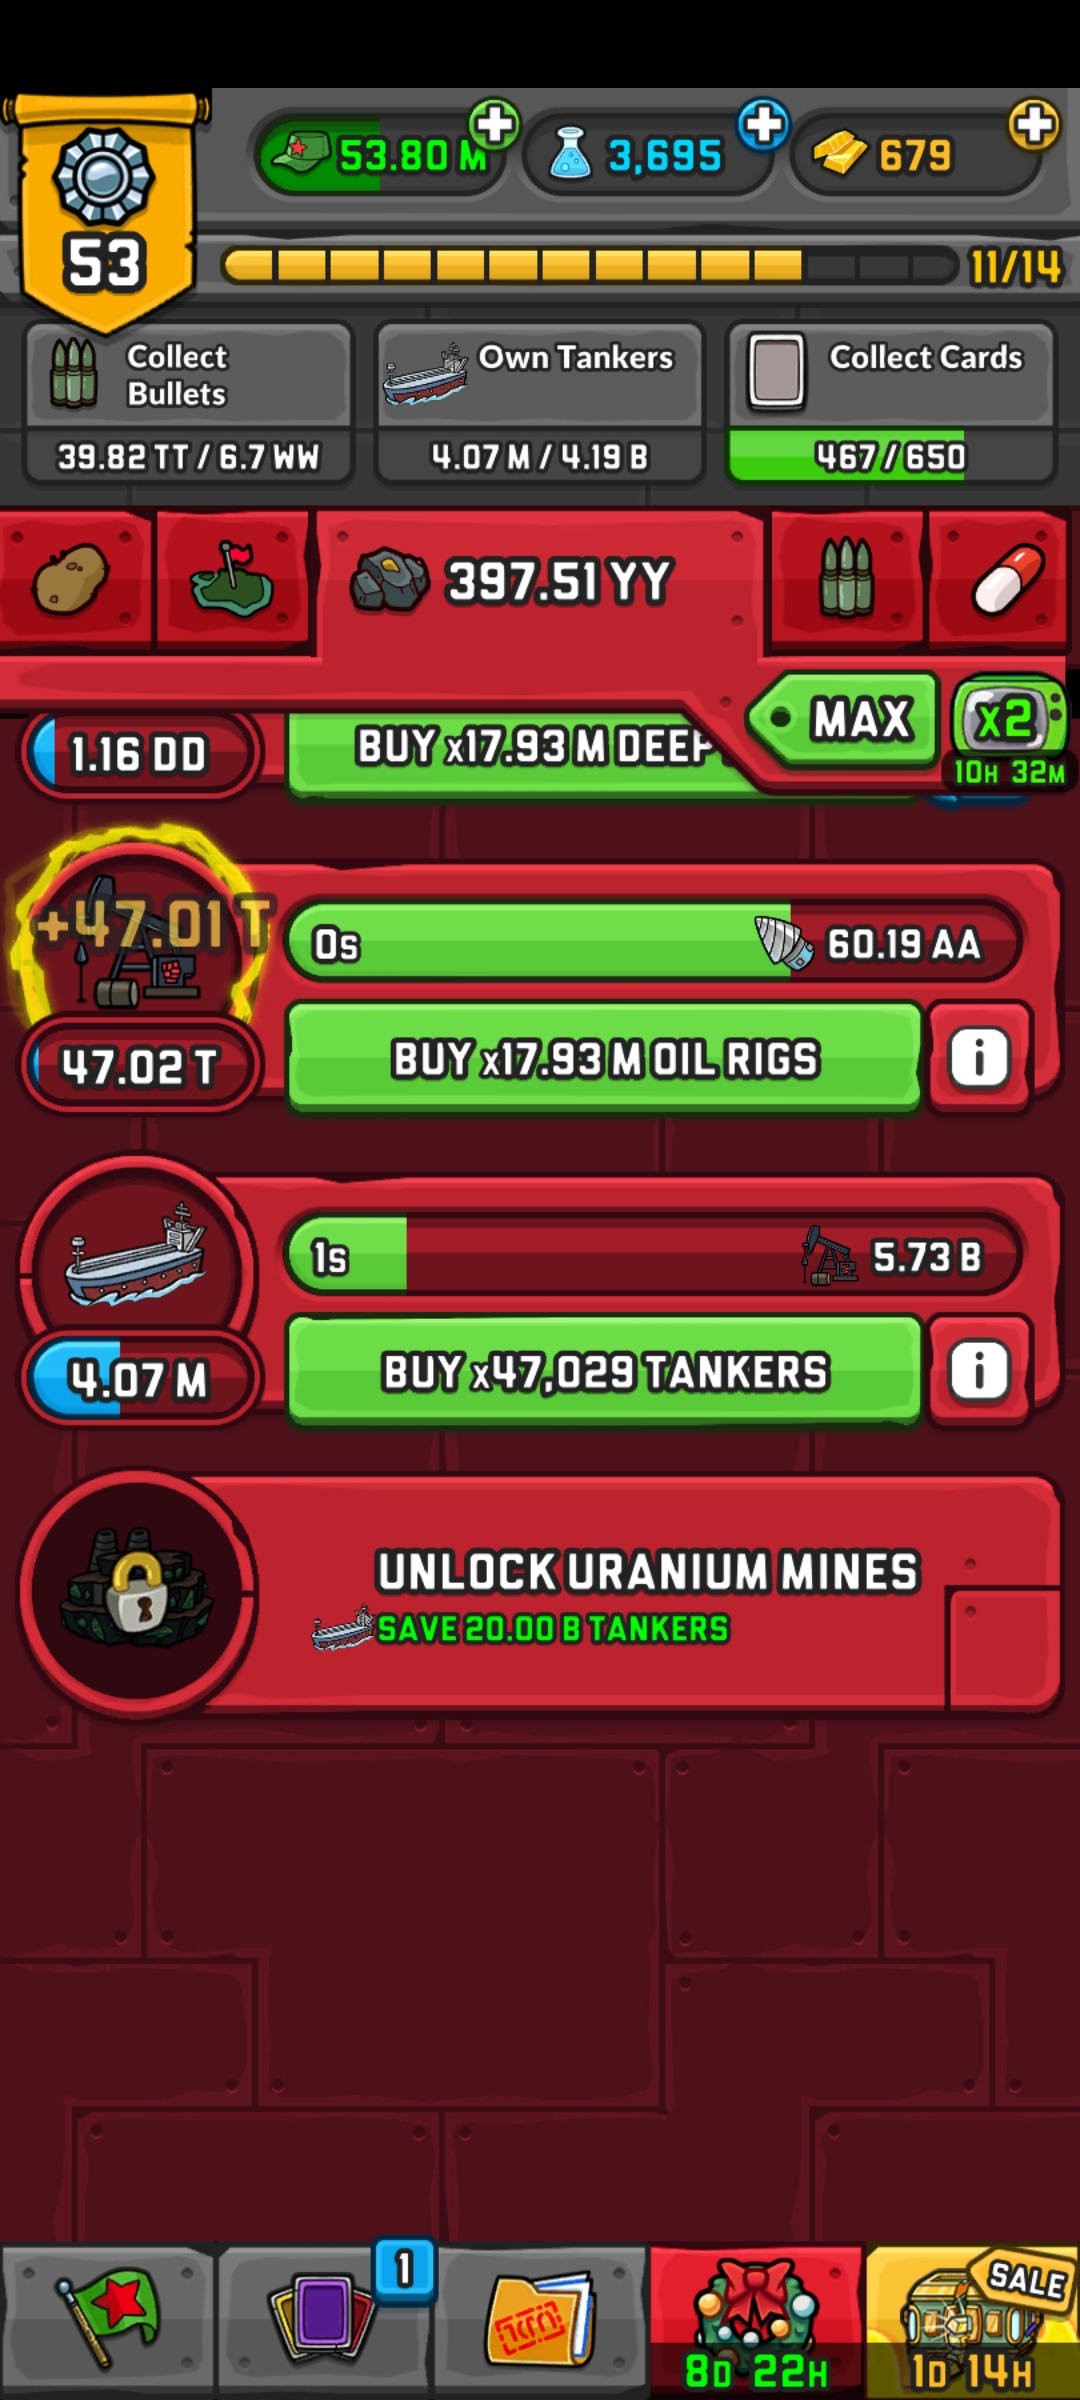 53.80 M
3,695
679
53
11/14
Collect
Bullets
39.82 TT / 6.7 WW
Own Tankers
4.07 M / 4.19 B
Collect Cards
467 / 650
397.51 YY
MAX
x2
10H 32M
1.16 DD
BUY x17.93 M DEEP
+47.01 T
0s
60.19 AA
47.02 T
BUY x17.93 M OIL RIGS
i
1s
5.73 B
4.07 M
BUY x47,029 TANKERS
i
UNLOCK URANIUM MINES
SAVE 20.00 B TANKERS
1
SALE
8D 22H
1D 14H